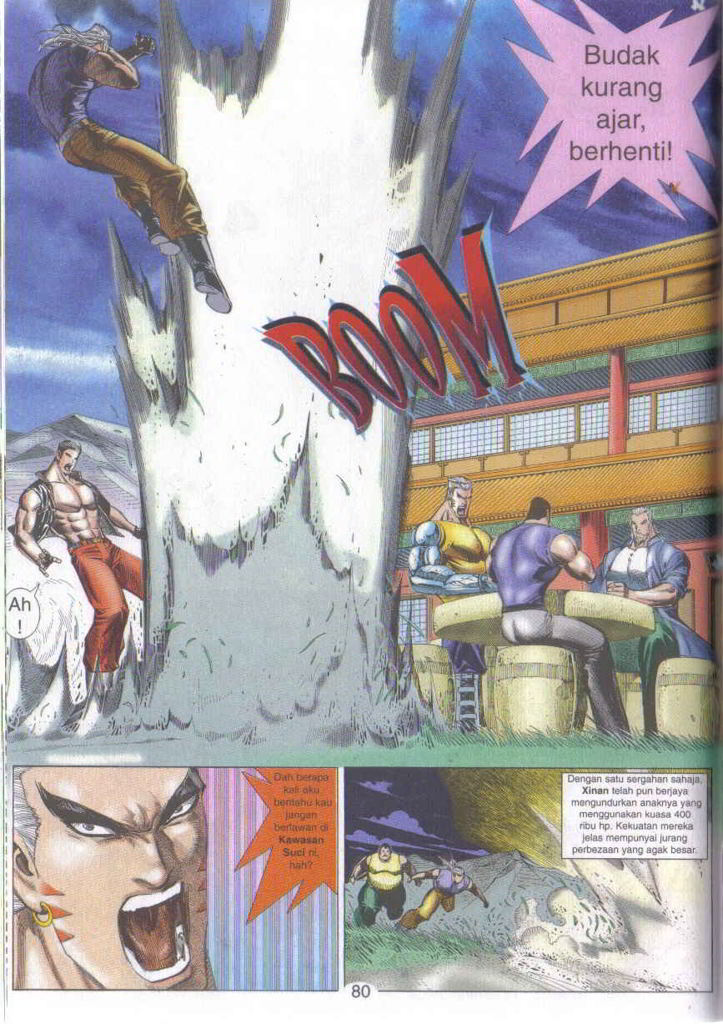 Budak
kurang
ajar,
berhenti!
BOOM
Ah
!
Dah berapa
kali aku
beritahu kau
jangan
berlawan di
Kawasan
Suci ni,
hah?
Dengan satu sergahan sahaja,
Xinan telah pun berjaya
mengundurkan anaknya yang
menggunakan kuasa 400
ribu hp. Kekuatan mereka
jelas mempunyai jurang
perbezaan yang agak besar.
80